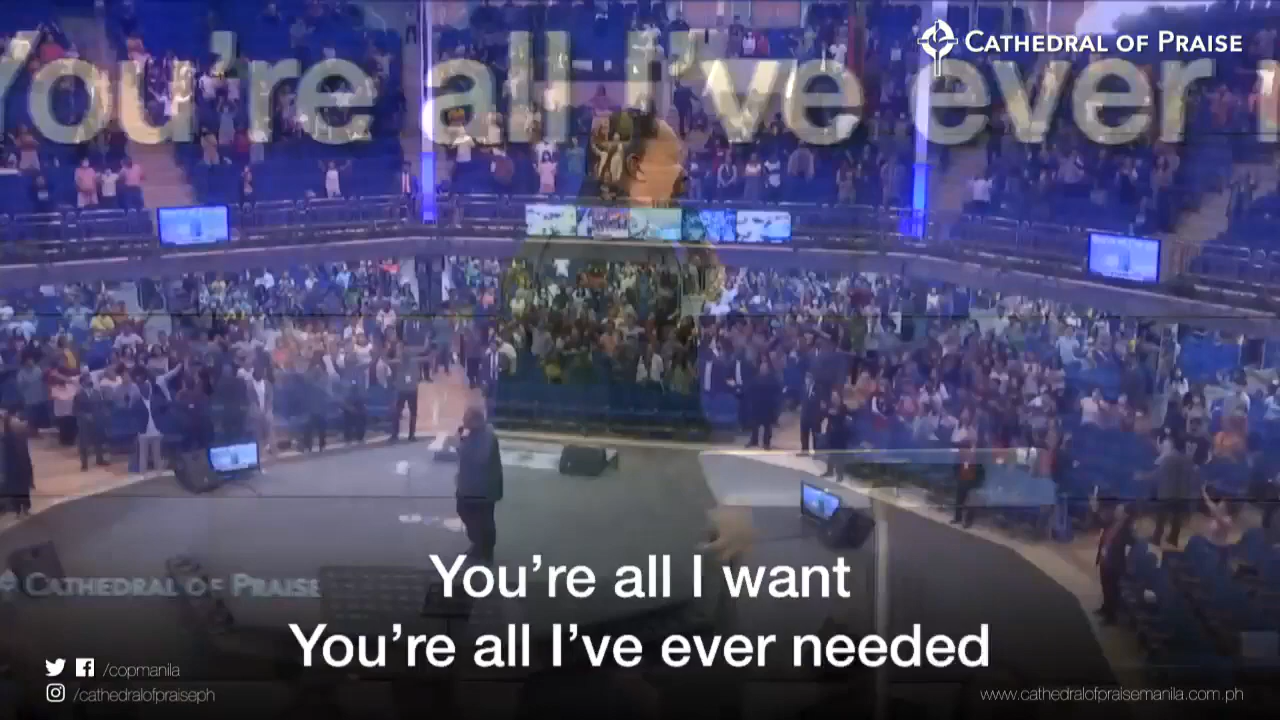 CATHEDRAL OF PRAISE
You're all I've ever
CATHEDRAL OF PRAISE
You're all I want
You're all I've ever needed
/copmanila
/cathedralofpraiseph
www.cathedralofpraisemanila.com.ph